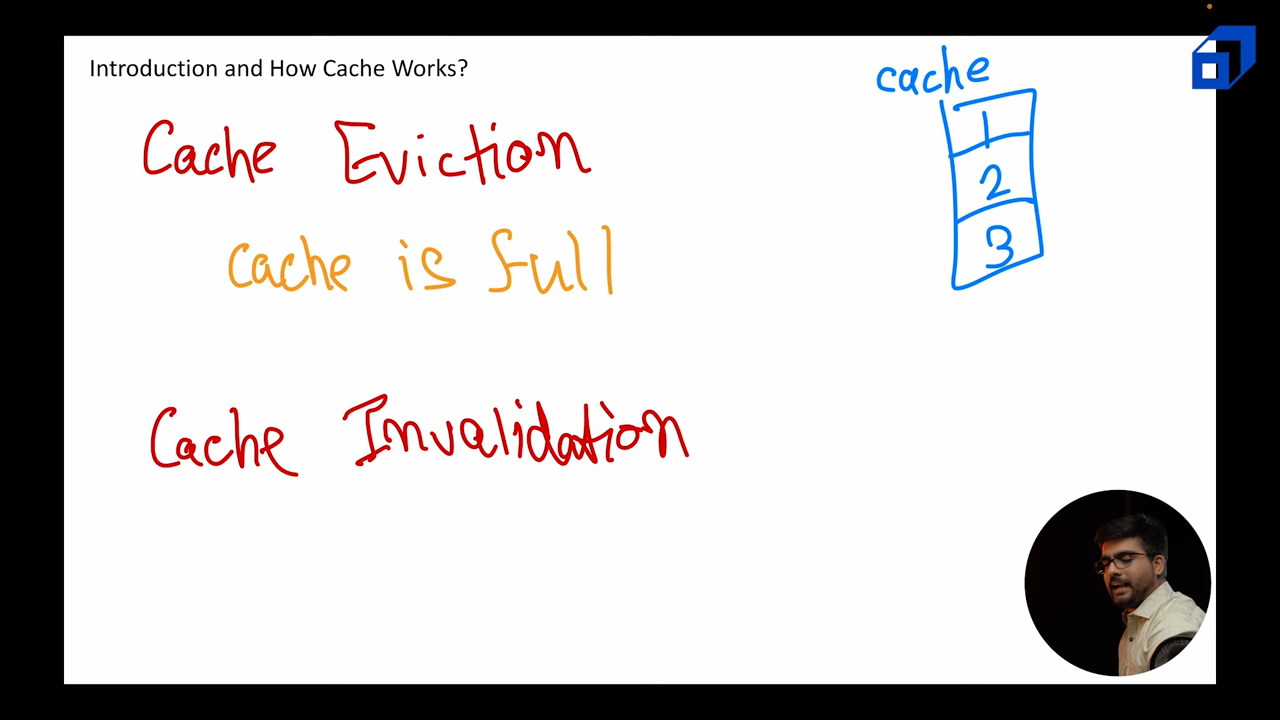 Introduction and How Cache Works?
cache
Cache Eviction
1
2
cache is full
3
Cache Invalidation